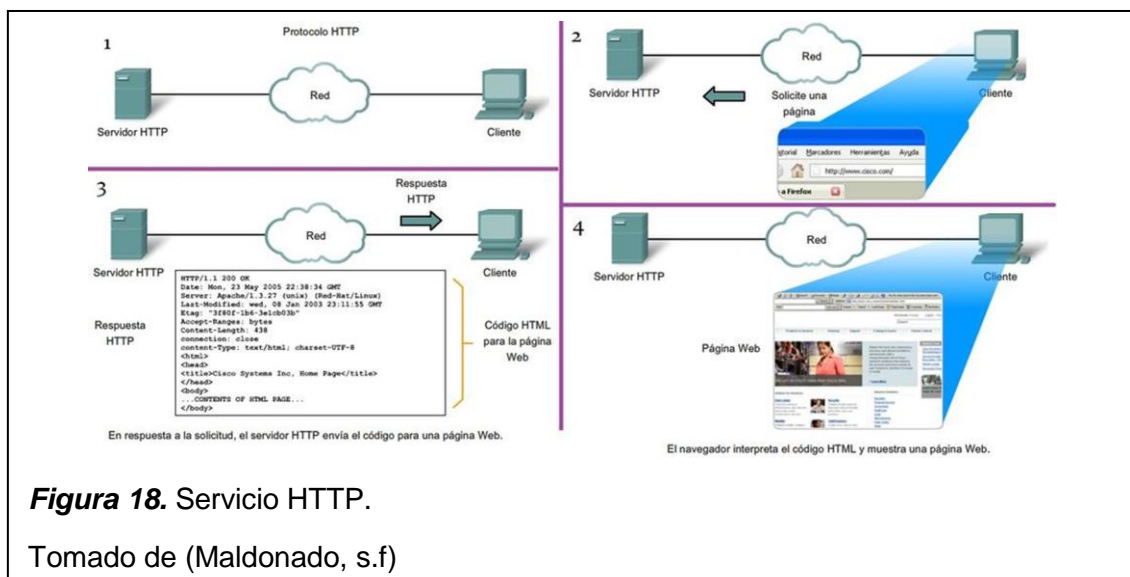 1
Protocolo HTTP
Red
Servidor HTTP
Cliente
2
Red
Servidor HTTP
Solicite una
página
Cliente
Marcadores Herramientas Ayuda
http://www.cisco.com/
a Firefox
3
Respuesta
HTTP
Red
Servidor HTTP
Cliente
Respuesta
HTTP
HTTP/1.1 200 OK
Date: Mon, 23 May 2005 22:38:34 GMT
Server: Apache/1.3.27 (unix) (Red-Hat/Linux)
Last-Modified: wed, 08 Jan 2003 23:11:55 GMT
Etag: "3f80f-1b6-3e1cb03b"
Accept-Ranges: bytes
Content-Length: 438
connection: close
content-Type: text/html; charset-UTF-8
<html>
<head>
<title>Cisco Systems Inc, Home Page</title>
</head>
<body>
...CONTENTS OF HTML PAGE...
</body>
Código HTML
para la página
Web
En respuesta a la solicitud, el servidor HTTP envía el código para una página Web.
4
Red
Servidor HTTP
Cliente
Página Web
El navegador interpreta el código HTML y muestra una página Web.
Figura 18. Servicio HTTP.
Tomado de (Maldonado, s.f)